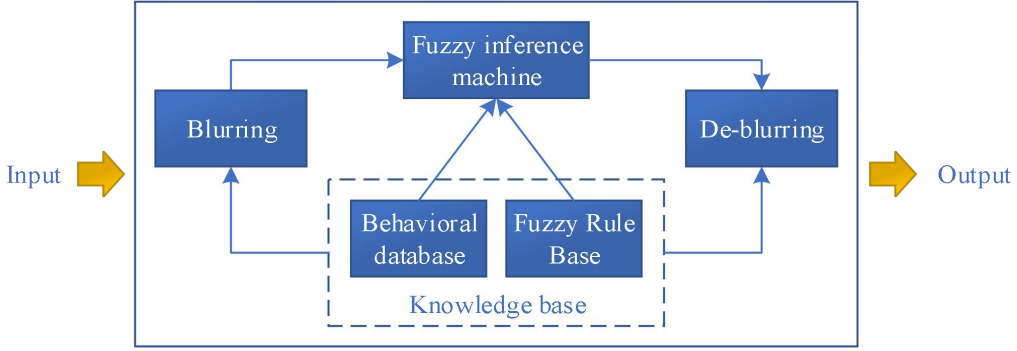 Fuzzy inference
machine
Blurring
De-blurring
Input
Output
Behavioral
database
Fuzzy Rule
Base
Knowledge base